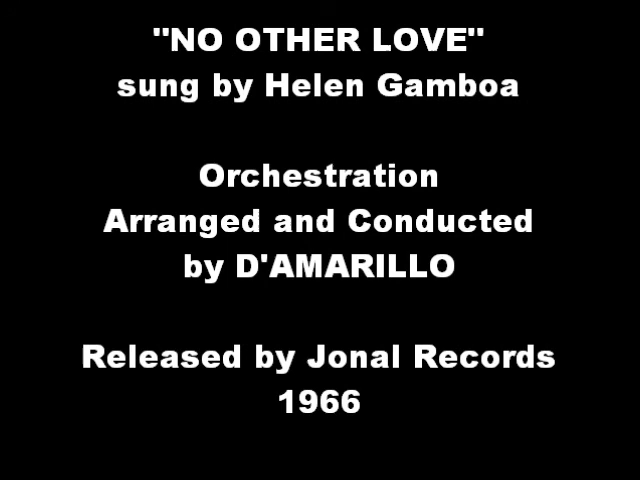 "NO OTHER LOVE"
sung by Helen Gamboa
Orchestration
Arranged and Conducted
by D'AMARILLO
Released by Jonal Records
1966